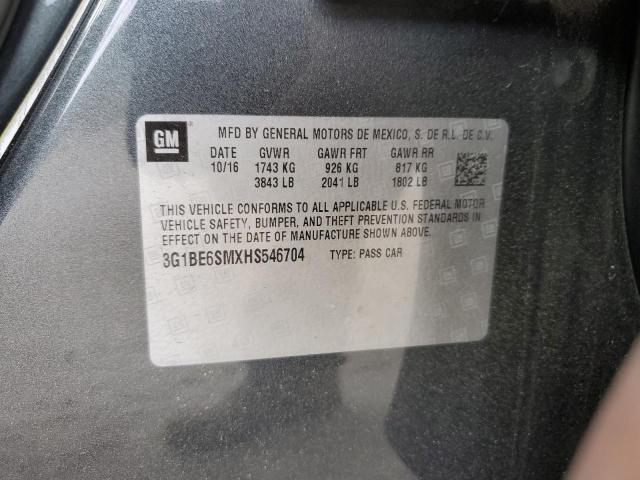 GM ® MFD BY GENERAL MOTORS DE MEXICO, S. DE R.L. DE C.V.
DATE GVWR GAWR FRT GAWR RR
10/16 1743 KG 926 KG 817 KG
3843 LB 2041 LB 1802 LB
THIS VEHICLE CONFORMS TO ALL APPLICABLE U.S. FEDERAL MOTOR
VEHICLE SAFETY, BUMPER, AND THEFT PREVENTION STANDARDS IN
EFFECT ON THE DATE OF MANUFACTURE SHOWN ABOVE.
3G1BE6SMXHS546704 TYPE: PASS CAR